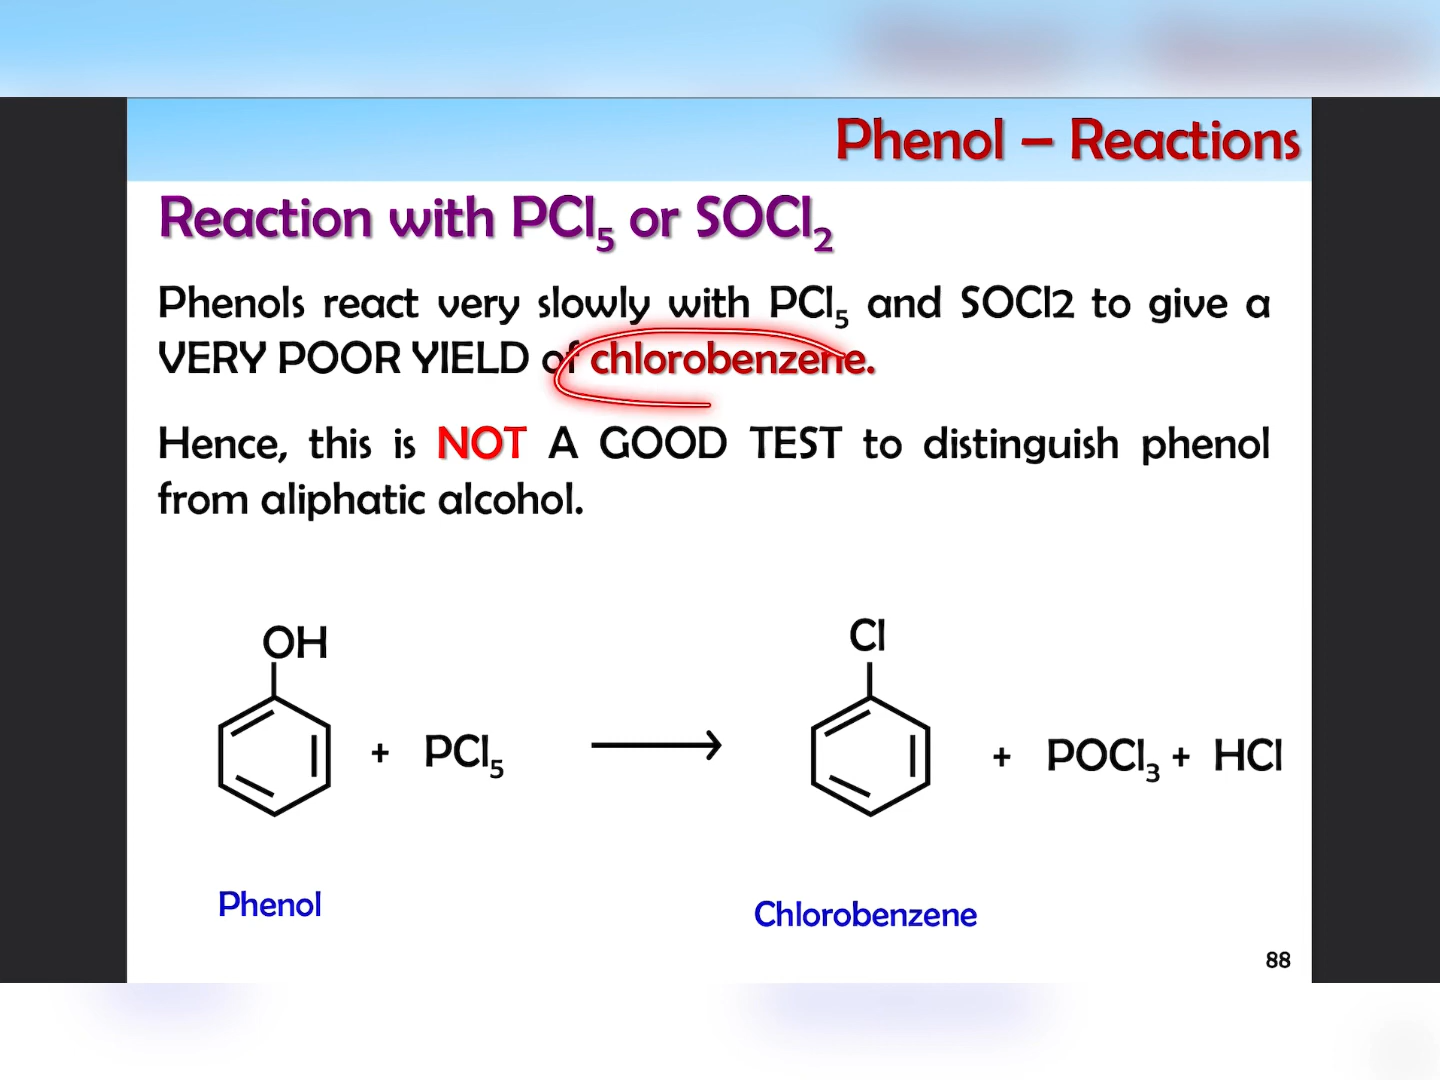 Phenol – Reactions
Reaction with PCl₅ or SOCl₂
Phenols react very slowly with PCl₅ and SOCl2 to give a
VERY POOR YIELD of chlorobenzene.
Hence, this is NOT A GOOD TEST to distinguish phenol
from aliphatic alcohol.
OH
Cl
+ PCl₅
+ POCl₃ + HCl
Phenol
Chlorobenzene
88